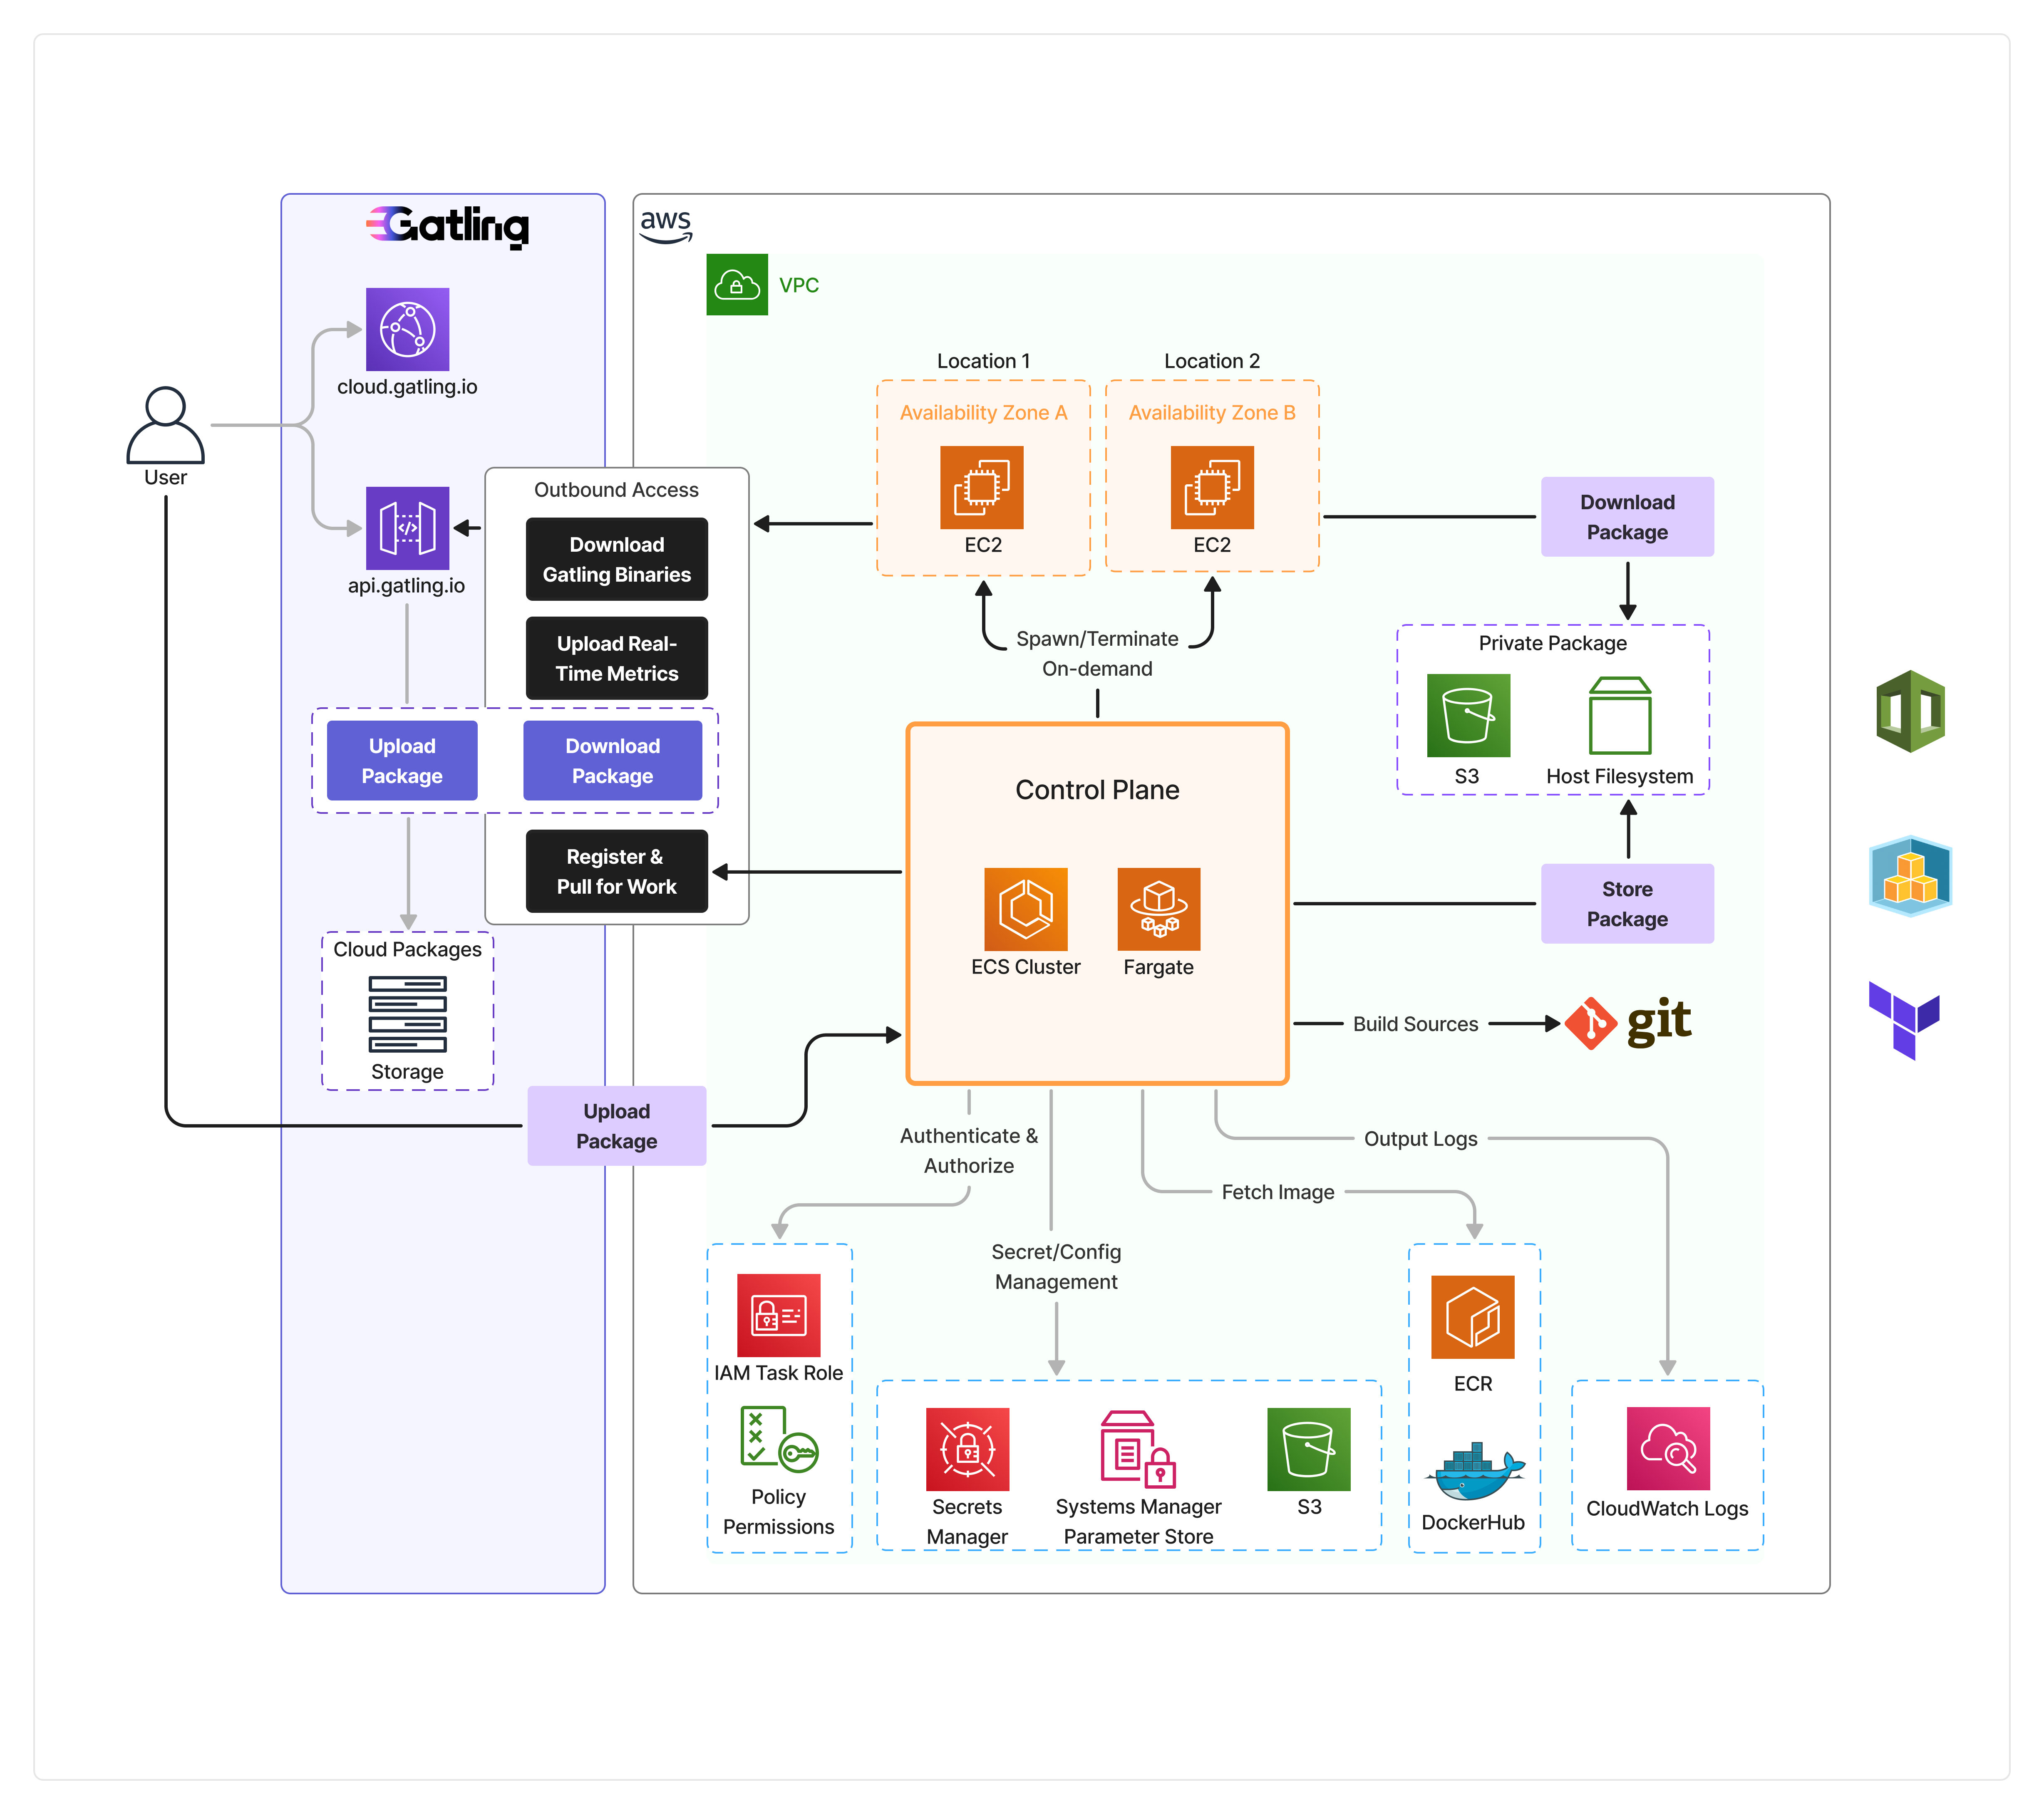 Gatling
aws
VPC
cloud.gatling.io
User
api.gatling.io
Outbound Access
Download
Gatling Binaries
Upload Real-
Time Metrics
Upload
Package
Download
Package
Register &
Pull for Work
Cloud Packages
Storage
Upload
Package
Location 1
Availability Zone A
EC2
Location 2
Availability Zone B
EC2
Spawn/Terminate
On-demand
Download
Package
Private Package
S3
Host Filesystem
Control Plane
ECS Cluster
Fargate
Store
Package
Build Sources
git
Authenticate &
Authorize
Secret/Config
Management
Fetch Image
Output Logs
IAM Task Role
Policy
Permissions
Secrets
Manager
Systems Manager
Parameter Store
S3
ECR
DockerHub
CloudWatch Logs